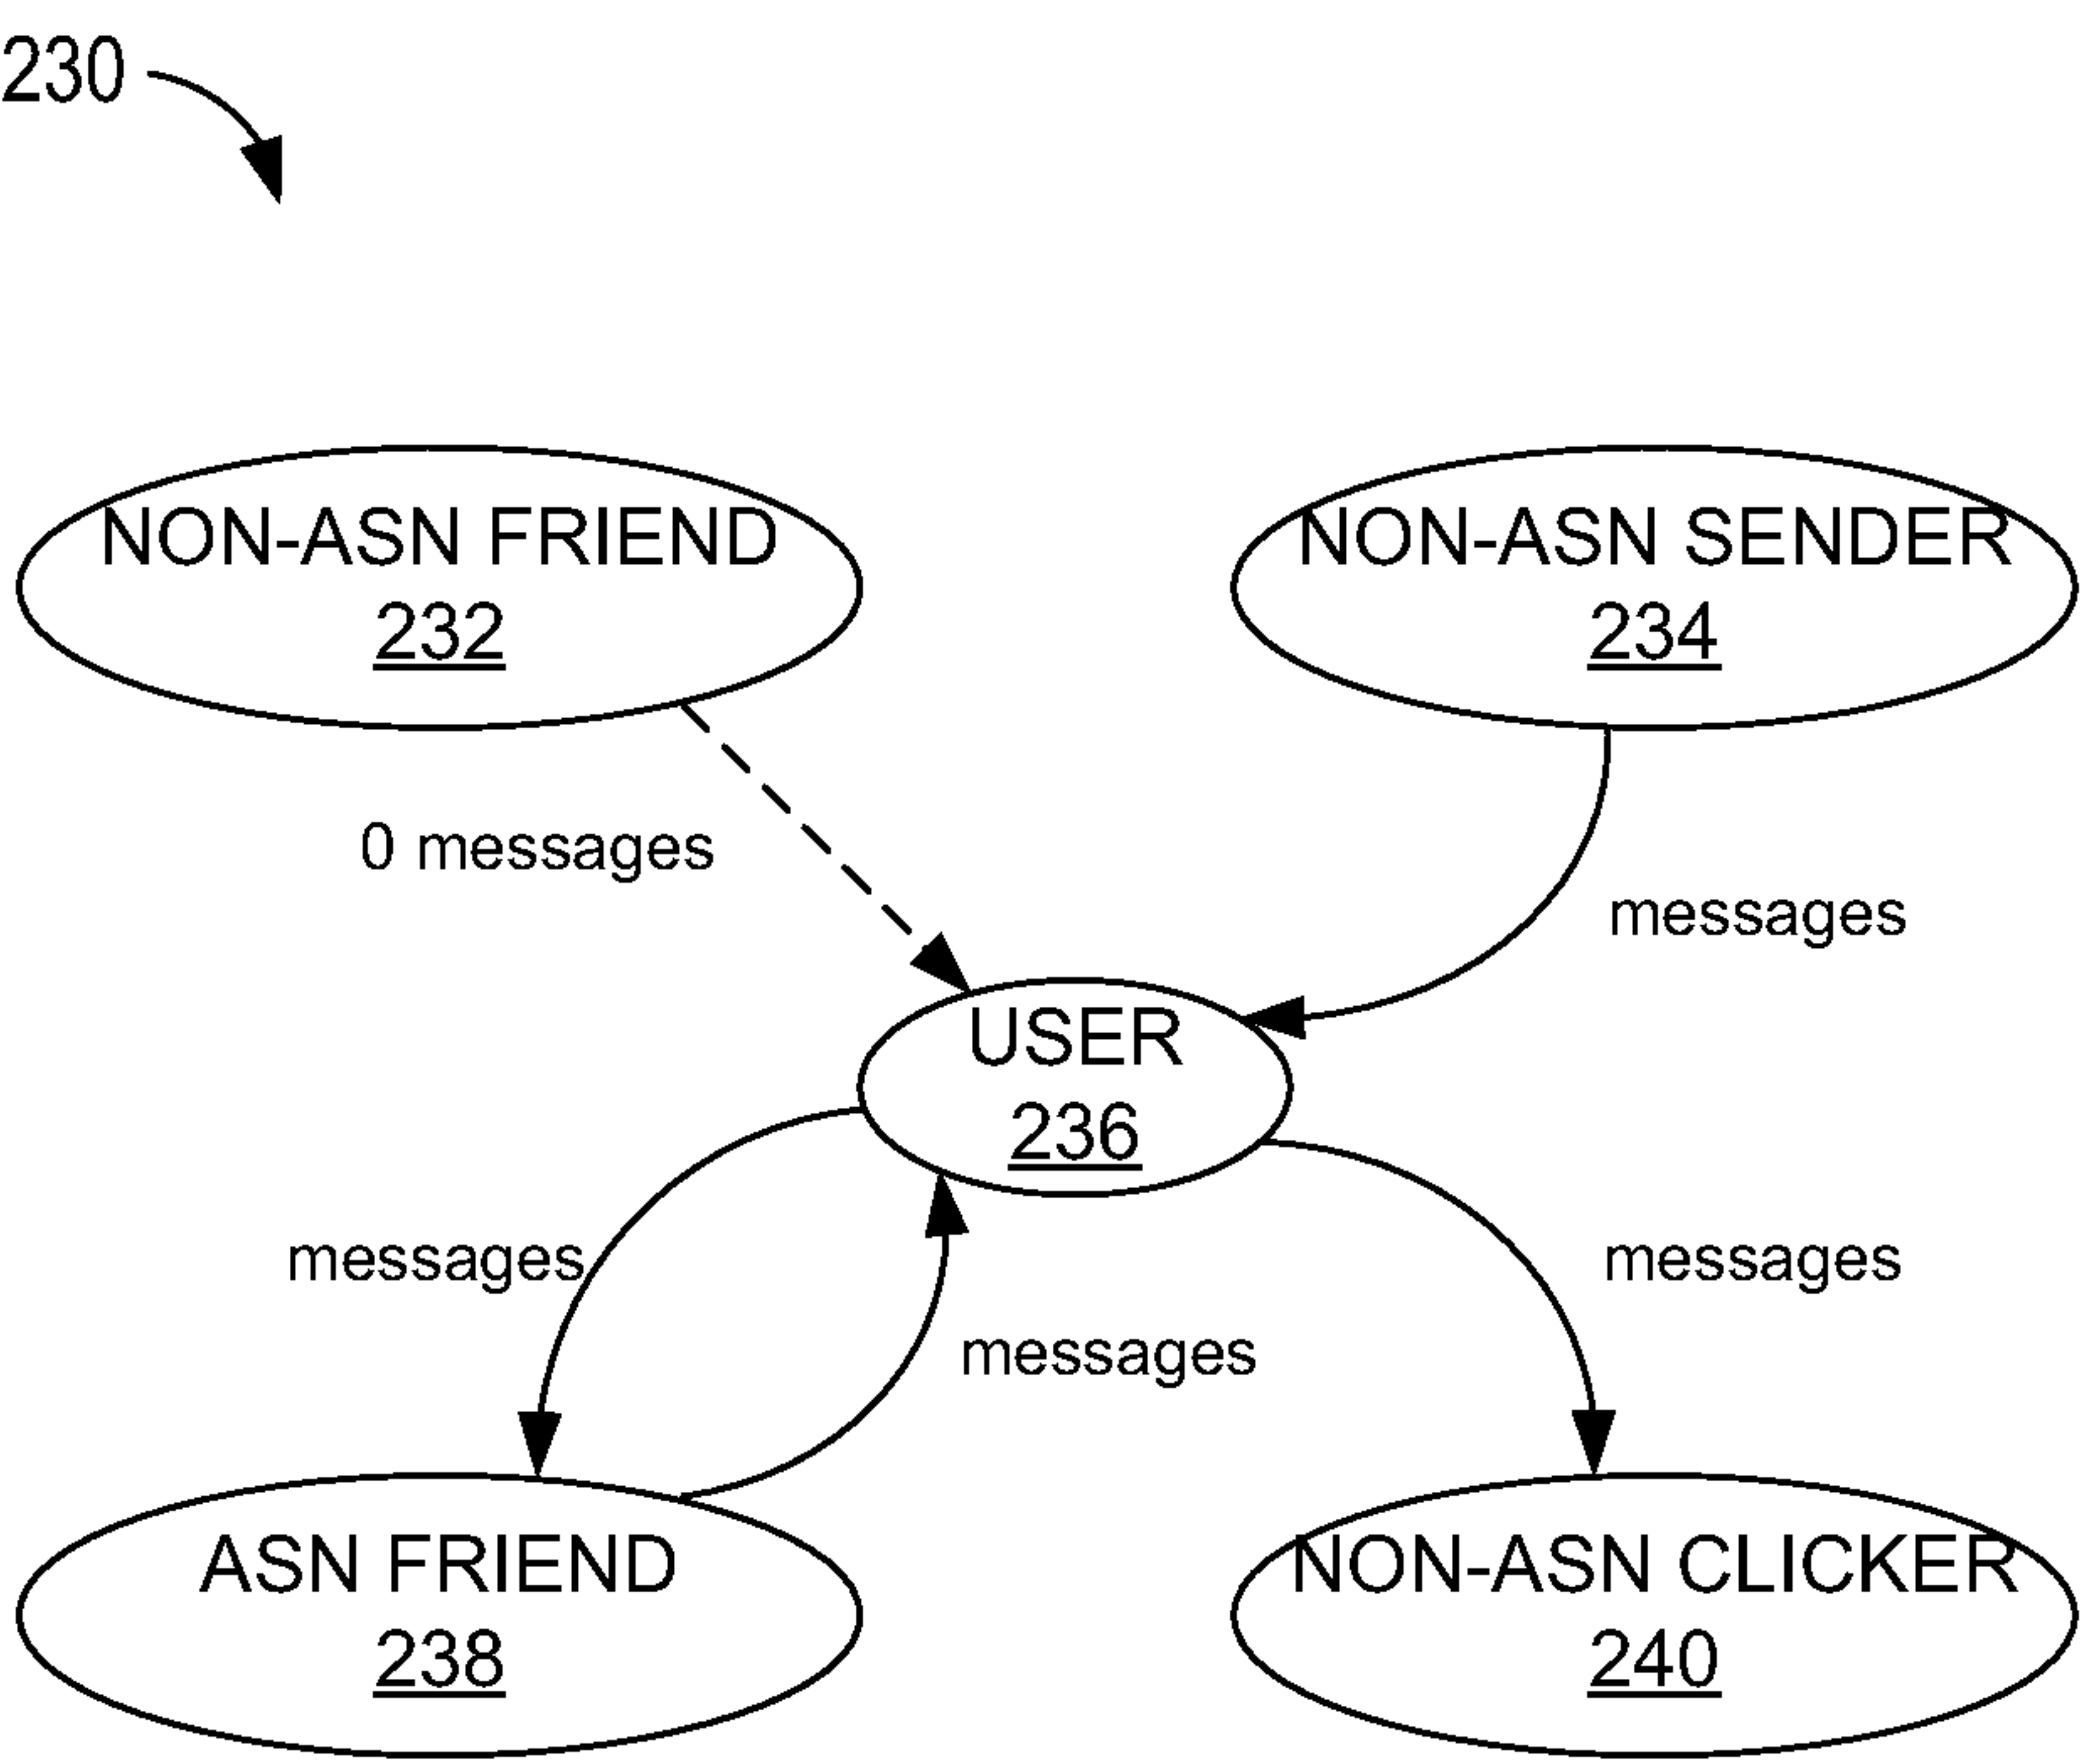 230
NON-ASN FRIEND
232
NON-ASN SENDER
234
0 messages
messages
USER
236
messages
messages
messages
ASN FRIEND
238
NON-ASN CLICKER
240